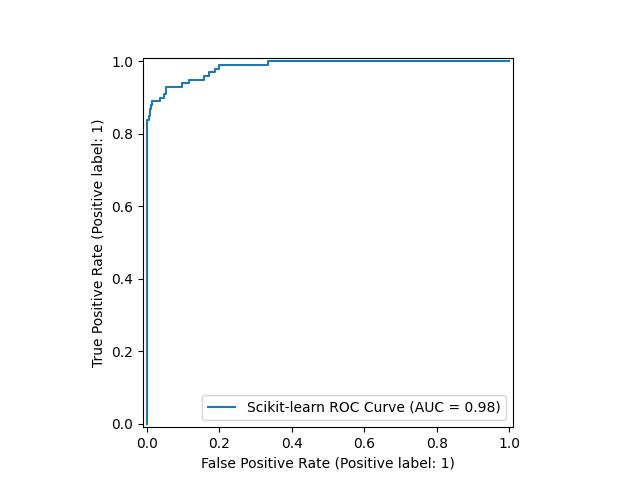 1.0
0.8
0.6
0.4
0.2
0.0
True Positive Rate (Positive label: 1)
Scikit-learn ROC Curve (AUC = 0.98)
0.0 0.2 0.4 0.6 0.8 1.0
False Positive Rate (Positive label: 1)